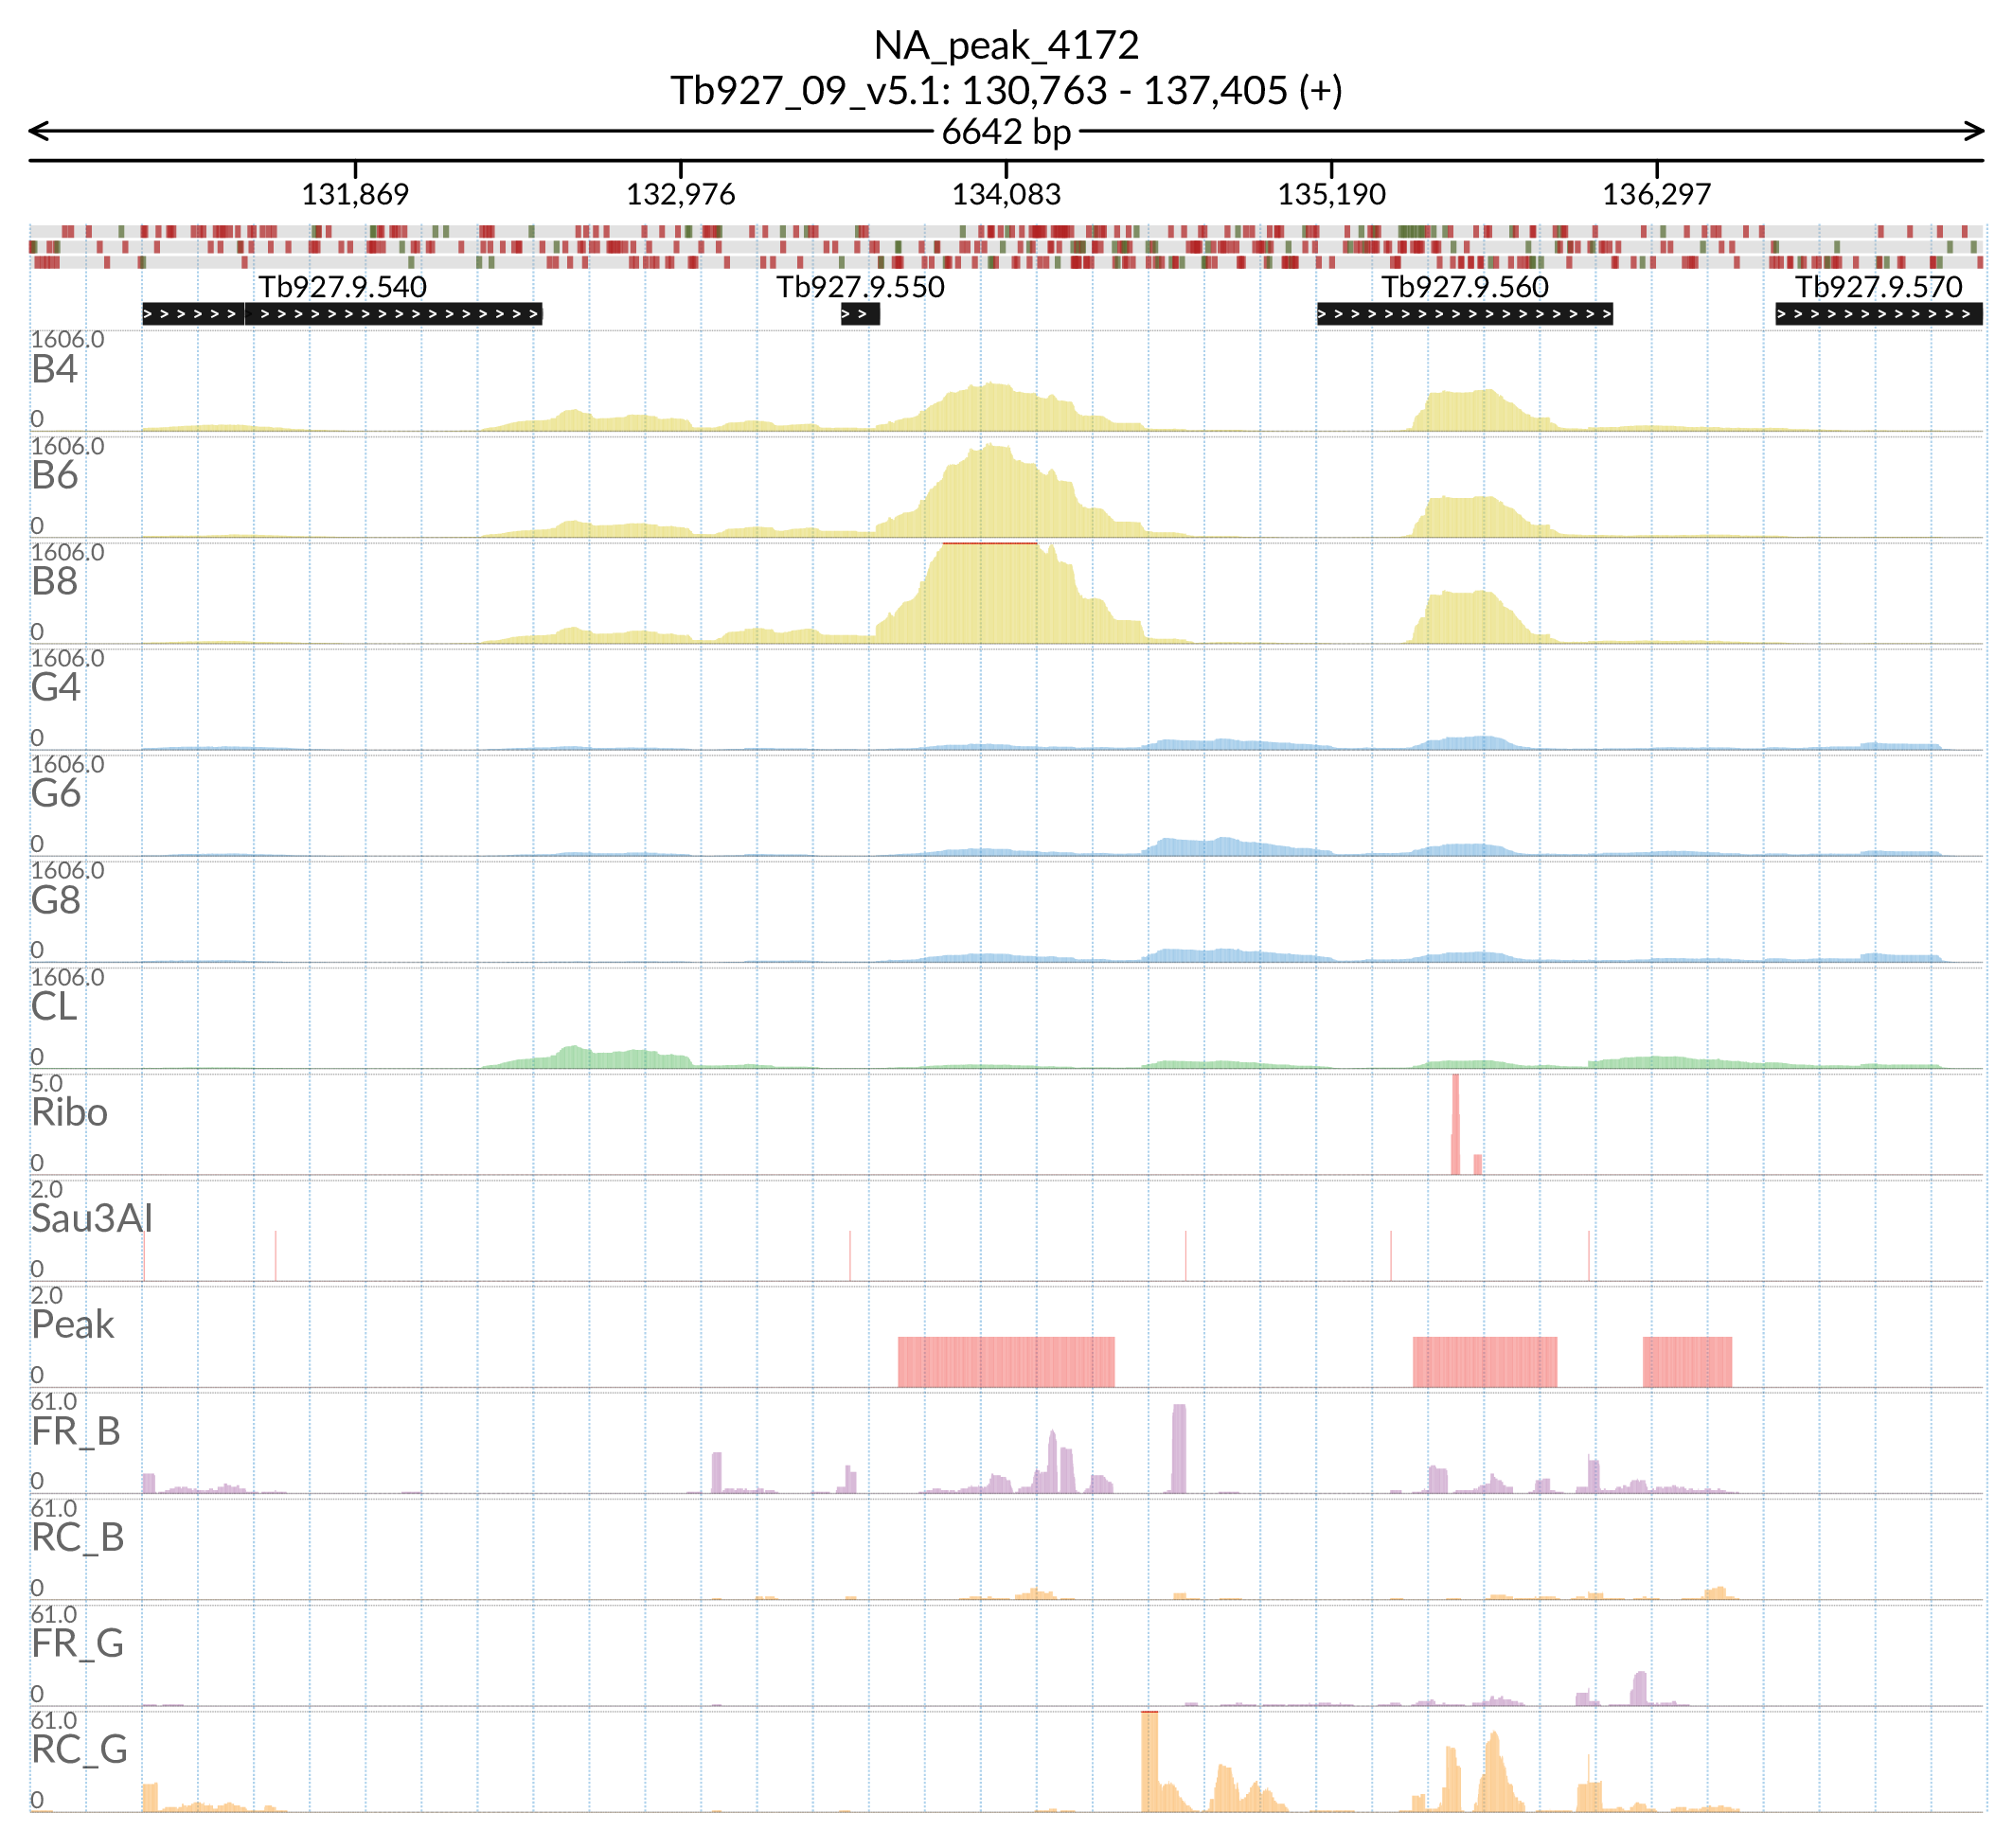 NA_peak_4172
Tb927_09_v5.1: 130,763 - 137,405 (+)
6642 bp
131,869 132,976 134,083 135,190 136,297
Tb927.9.540 Tb927.9.550 Tb927.9.560 Tb927.9.570
1606.0
B4
0
1606.0
B6
0
1606.0
B8
0
1606.0
G4
0
1606.0
G6
0
1606.0
G8
0
1606.0
CL
0
5.0
Ribo
0
2.0
Sau3AI
0
2.0
Peak
0
61.0
FR_B
0
61.0
RC_B
0
61.0
FR_G
0
61.0
RC_G
0